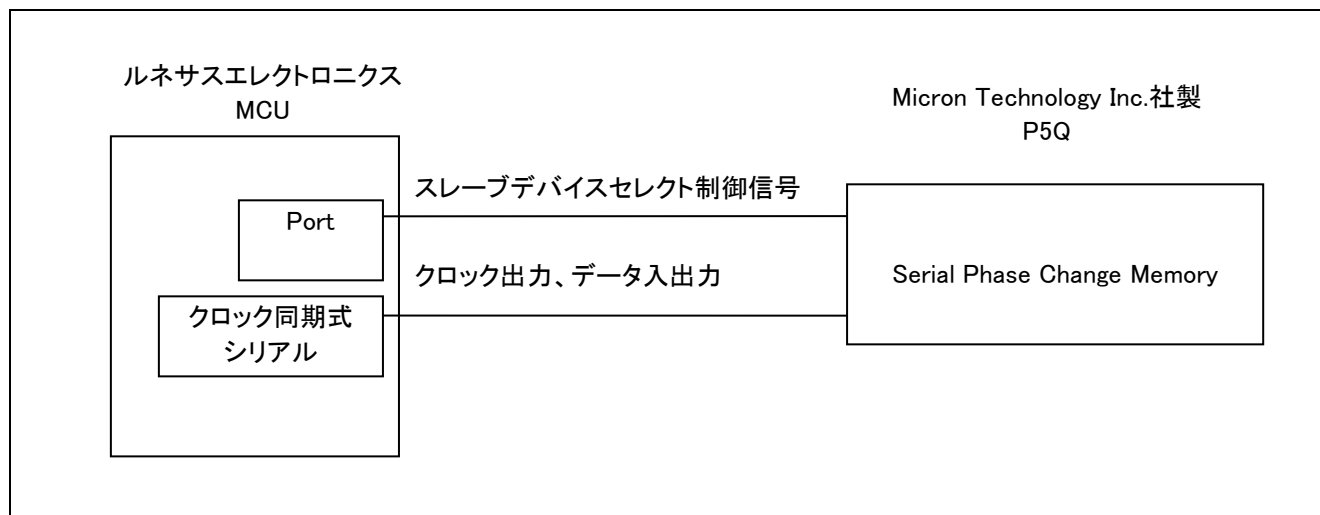 ルネサスエレクトロニクス
MCU
Micron Technology Inc.社製
P5Q
スレーブデバイスセレクト制御信号
Port
クロック出力、データ入出力
Serial Phase Change Memory
クロック同期式
シリアル